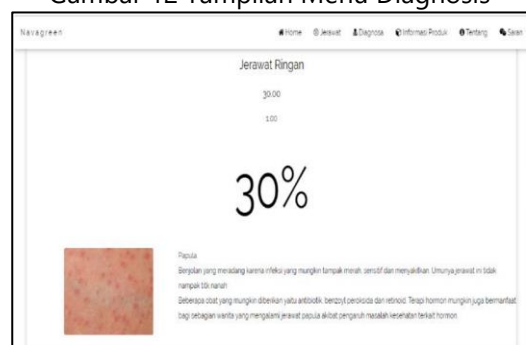 Gambar 12 Tampilan Menu Diagnosis
Navagreen Home Jerawat Diagnosa Informasi Produk Tentang Saran
Jerawat Ringan
30.00
1.00
30%
Papula
Benjolan yang meradang karena infeksi yang mungkin tampak merah, sensitif dan menyakitkan. Umunya jerawat ini tidak
nampak titik nanah
Beberapa obat yang mungkin diberikan yaitu antibiotik, benzoyl peroksida dan retinoid. Terapi hormon mungkin juga bermanfaat
bagi sebagian wanita yang mengalami jerawat papula akibat pengaruh masalah kesehatan terkait hormon